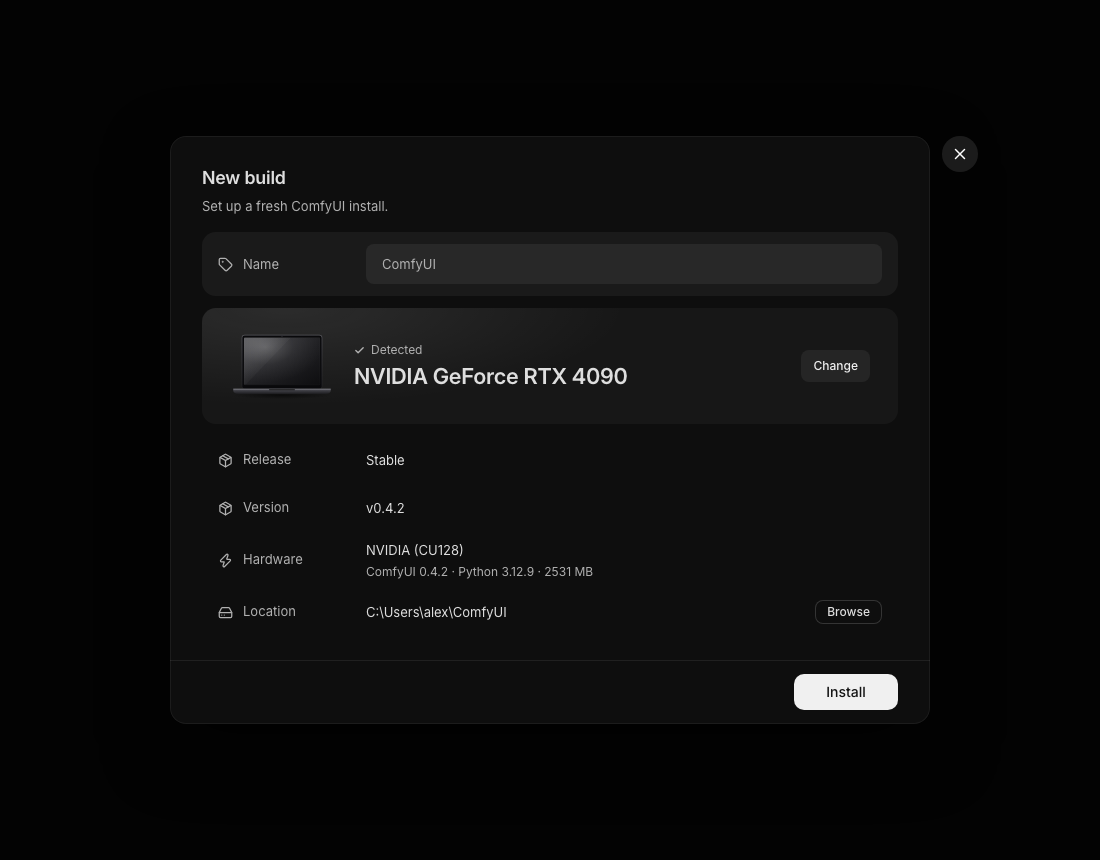 New build
Set up a fresh ComfyUI install.
Name
ComfyUI
Detected
NVIDIA GeForce RTX 4090
Change
Release
Stable
Version
v0.4.2
Hardware
NVIDIA (CU128)
ComfyUI 0.4.2 · Python 3.12.9 · 2531 MB
Location
C:\Users\alex\ComfyUI
Browse
Install